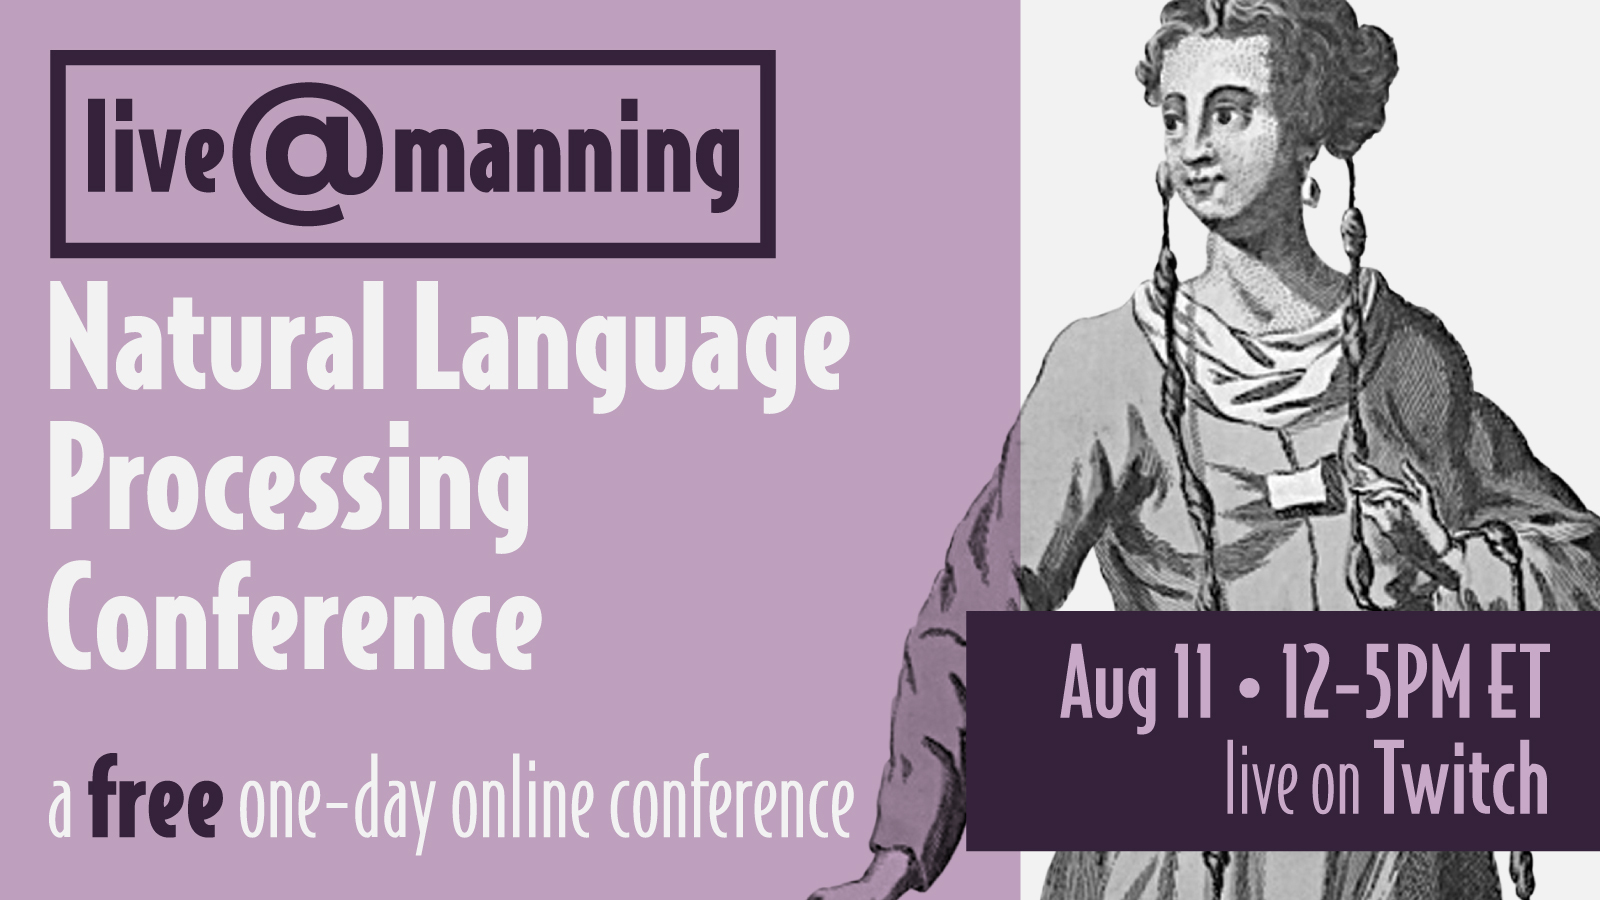 live@manning
Natural Language
Processing
Conference
a free one-day online conference
Aug 11 • 12-5PM ET
live on Twitch